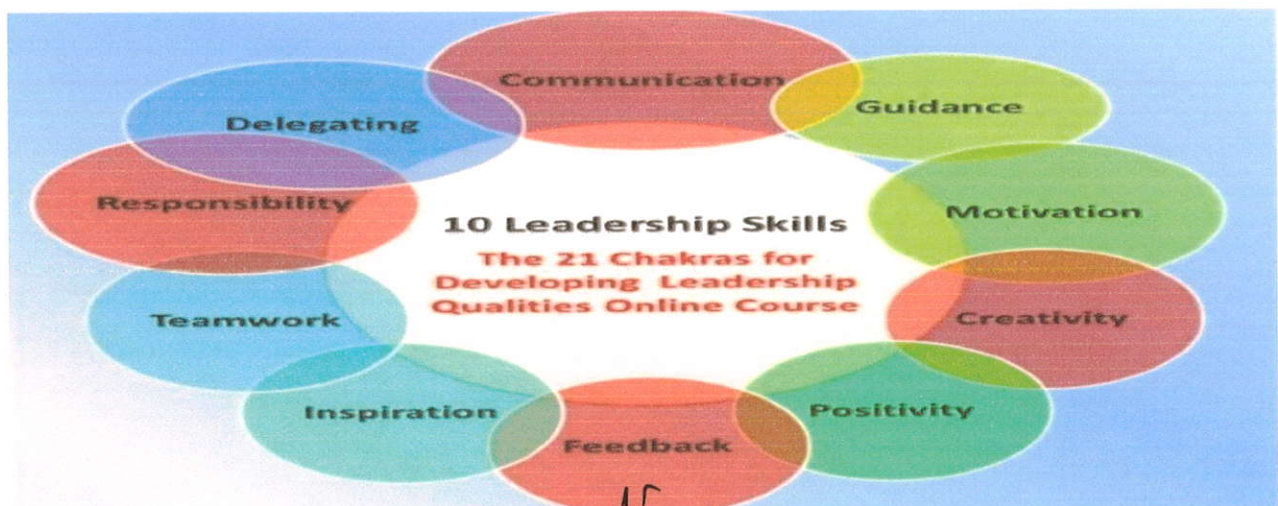 Communication
Guidance
Delegating
Responsibility
Motivation
10 Leadership Skills
The 21 Chakras for
Developing Leadership
Qualities Online Course
Creativity
Teamwork
Inspiration
Positivity
Feedback